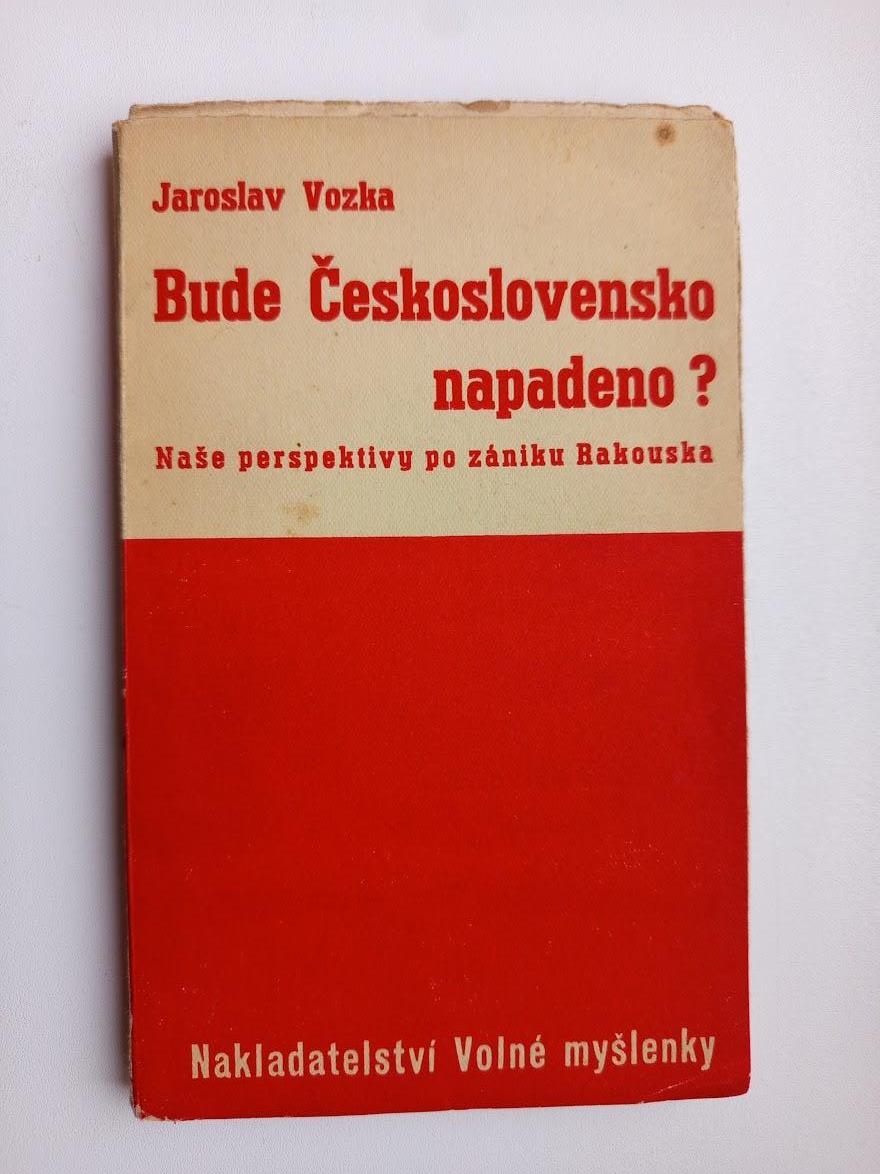 Jaroslav Vozka
Bude Československo
napadeno?
Naše perspektivy po zániku Rakouska
Nakladatelství Volné myšlenky